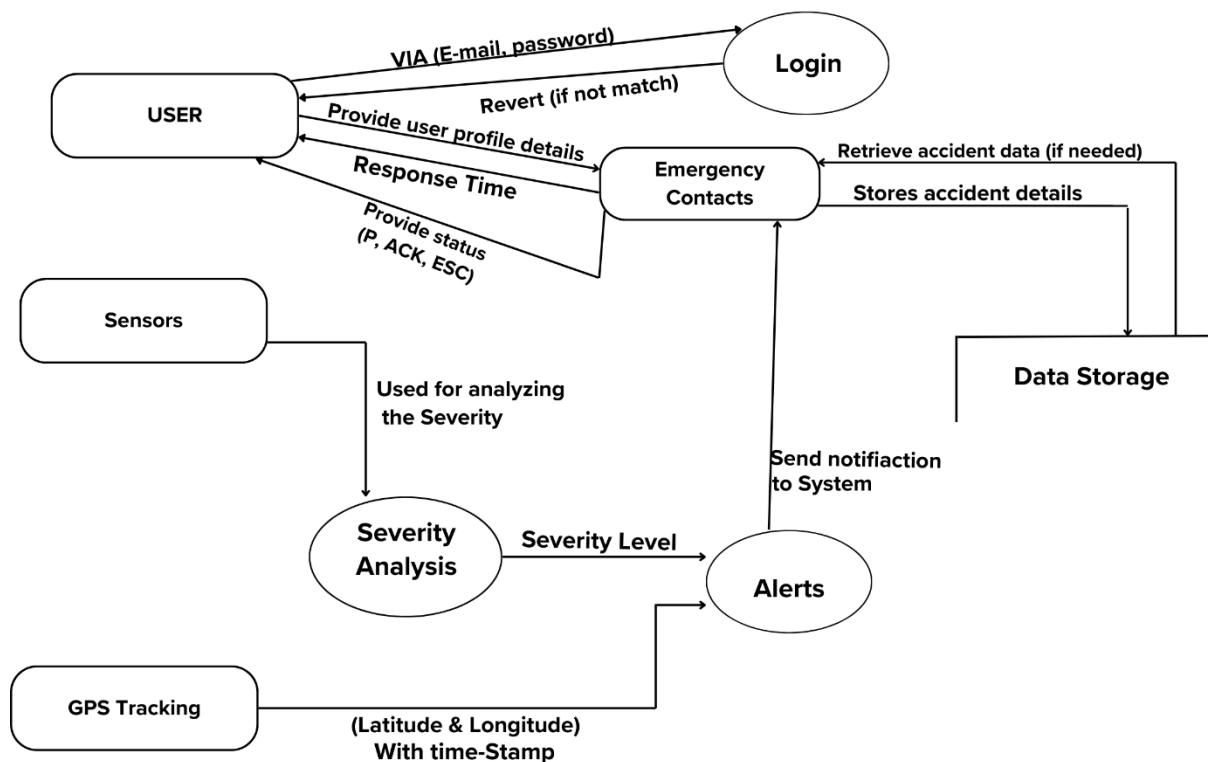 VIA (E-mail, password)
Login
Revert (if not match)
USER
Provide user profile details
Response Time
Provide status
(P, ACK, ESC)
Emergency
Contacts
Retrieve accident data (if needed)
Stores accident details
Sensors
Used for analyzing
the Severity
Data Storage
Send notifiaction
to System
Severity
Analysis
Severity Level
Alerts
GPS Tracking
(Latitude & Longitude)
With time-Stamp